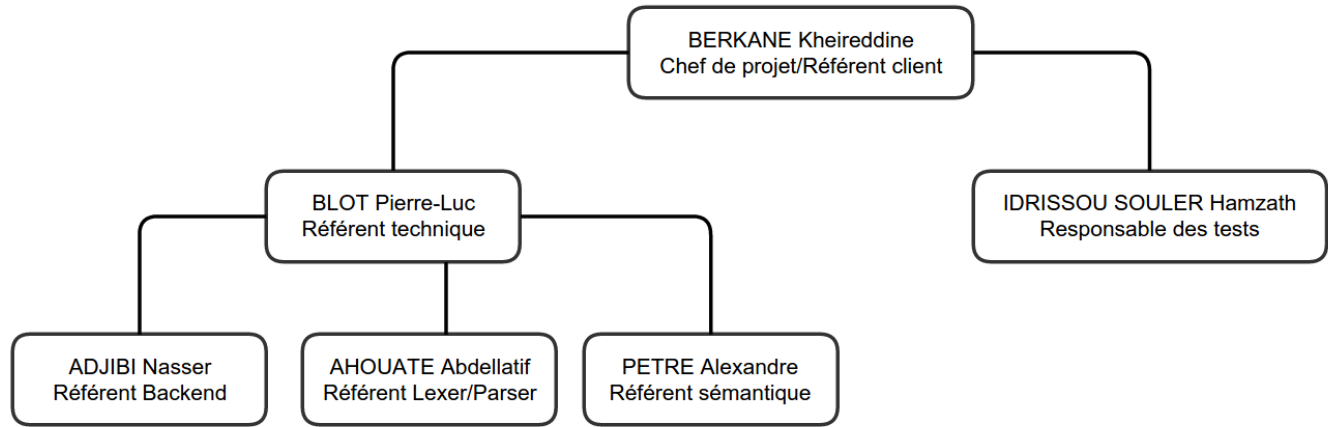 BERKANE Kheireddine
Chef de projet/Référent client
BLOT Pierre-Luc
Référent technique
IDRISSOU SOULER Hamzath
Responsable des tests
ADJIBI Nasser
Référent Backend
AHOUATE Abdellatif
Référent Lexer/Parser
PETRE Alexandre
Référent sémantique